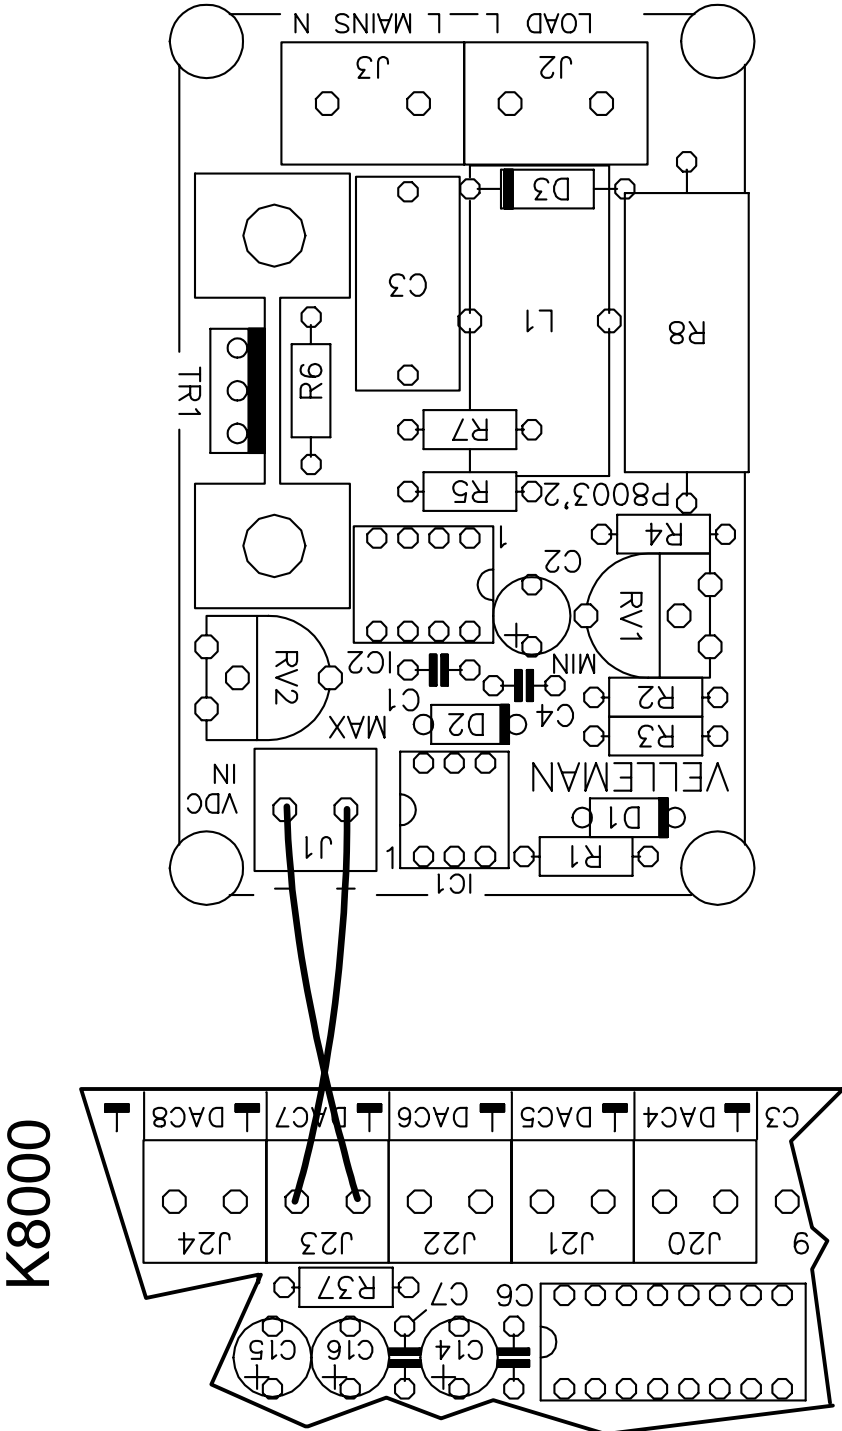 LOAD L L MAINS N
J3
J2
D3
C3
L1
R8
TR1
R9
R7
R5
P8003'2
R4
1
C2
RV1
IC2
RV2
C1
MIN
C4
R2
MAX
D2
R3
VELLEMAN
VDC IN
J1
1
D1
R1
IC1
- +
K8000
DAC8
DAC7
DAC6
DAC5
DAC4
C3
J24
J23
J22
J21
J20
9
R37
C7
C6
C15
C16
C14
+
+
+
+